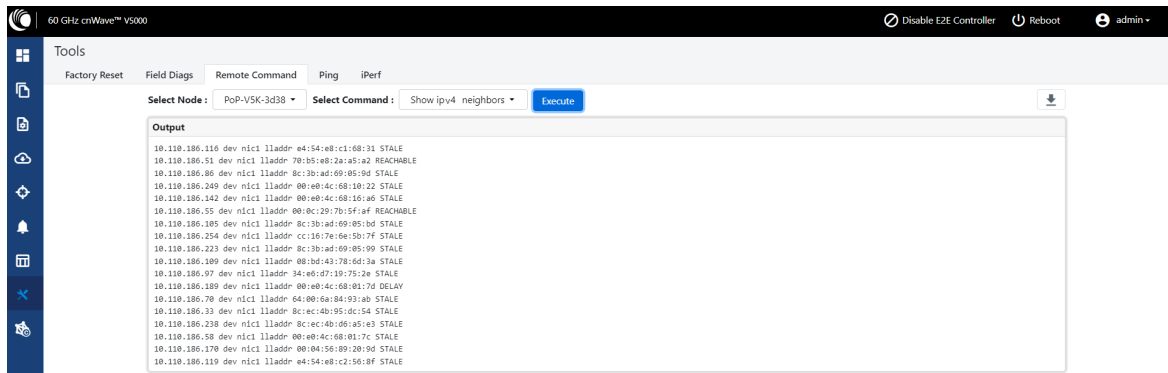 60 GHz cnWave™ V5000 Disable E2E Controller Reboot admin
Tools
Factory Reset Field Diags Remote Command Ping iPerf
Select Node : PoP-V5K-3d38 Select Command : Show ipv4 neighbors Execute
Output
10.110.186.116 dev nic1 lladdr e4:54:e8:c1:68:31 STALE
10.110.186.51 dev nic1 lladdr 70:b5:e8:2a:a5:a2 REACHABLE
10.110.186.86 dev nic1 lladdr 8c:3b:ad:69:05:9d STALE
10.110.186.249 dev nic1 lladdr 00:e0:4c:68:10:22 STALE
10.110.186.142 dev nic1 lladdr 00:e0:4c:68:16:a6 STALE
10.110.186.55 dev nic1 lladdr 00:0c:29:7b:5f:af REACHABLE
10.110.186.105 dev nic1 lladdr 8c:3b:ad:69:05:bd STALE
10.110.186.254 dev nic1 lladdr cc:16:7e:6e:5b:7f STALE
10.110.186.223 dev nic1 lladdr 8c:3b:ad:69:05:99 STALE
10.110.186.109 dev nic1 lladdr 08:bd:43:78:6d:3a STALE
10.110.186.97 dev nic1 lladdr 34:e6:d7:19:75:2e STALE
10.110.186.189 dev nic1 lladdr 00:e0:4c:68:01:7d DELAY
10.110.186.70 dev nic1 lladdr 64:00:6a:84:93:ab STALE
10.110.186.33 dev nic1 lladdr 8c:ec:4b:95:dc:54 STALE
10.110.186.238 dev nic1 lladdr 8c:ec:4b:d6:a5:e3 STALE
10.110.186.58 dev nic1 lladdr 00:e0:4c:68:01:7c STALE
10.110.186.170 dev nic1 lladdr 00:04:56:89:20:9d STALE
10.110.186.119 dev nic1 lladdr e4:54:e8:c2:56:8f STALE